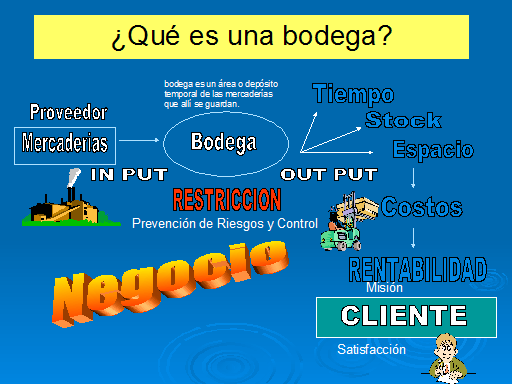 ¿Qué es una bodega?
bodega es un área o depósito
temporal de las mercaderías
que allí se guardan.
Proveedor
Mercaderías
Bodega
Tiempo
Stock
Espacio
IN PUT
OUT PUT
RESTRICCION
Prevención de Riesgos y Control
Costos
Negocio
RENTABILIDAD
Misión
CLIENTE
Satisfacción